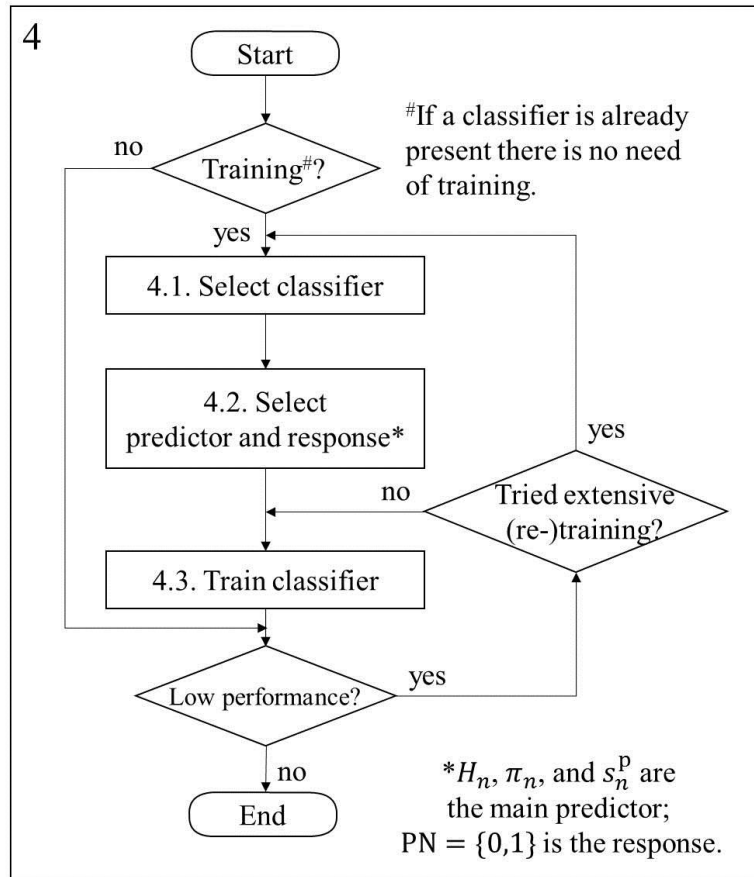 4
Start
#If a classifier is already
present there is no need
of training.
no
Training#?
yes
4.1. Select classifier
4.2. Select
predictor and response*
yes
no
Tried extensive
(re-)training?
4.3. Train classifier
Low performance?
yes
no
End
*Hₙ, πₙ, and sₙᵖ are
the main predictor;
PN = {0,1} is the response.